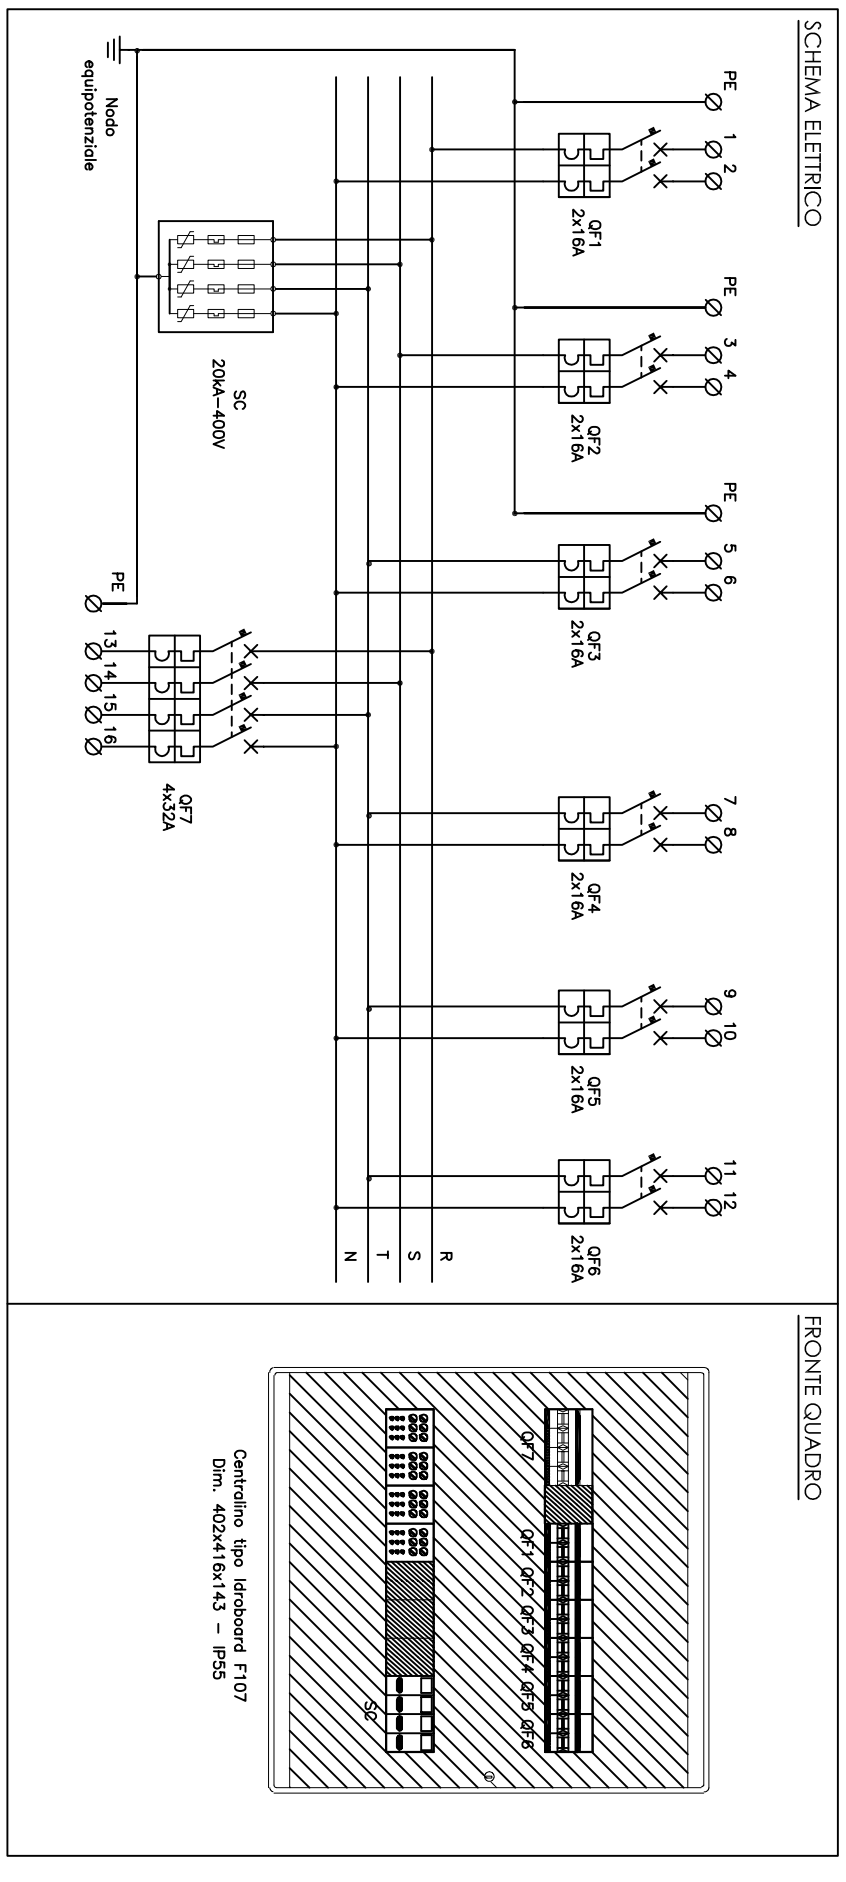 SCHEMA ELETTRICO
PE
1
2
QF1
2x16A
PE
3
4
QF2
2x16A
PE
5
6
QF3
2x16A
7
8
QF4
2x16A
9
10
QF5
2x16A
11
12
QF6
2x16A
R
S
T
N
Nodo
equipotenziale
SC
20kA-400V
PE
13
14
15
16
QF7
4x32A
FRONTE QUADRO
QF7
QF1 QF2 QF3 QF4 QF5 QF6
SC
Centralino tipo Idroboard F107
Dim. 402x416x143 - IP55